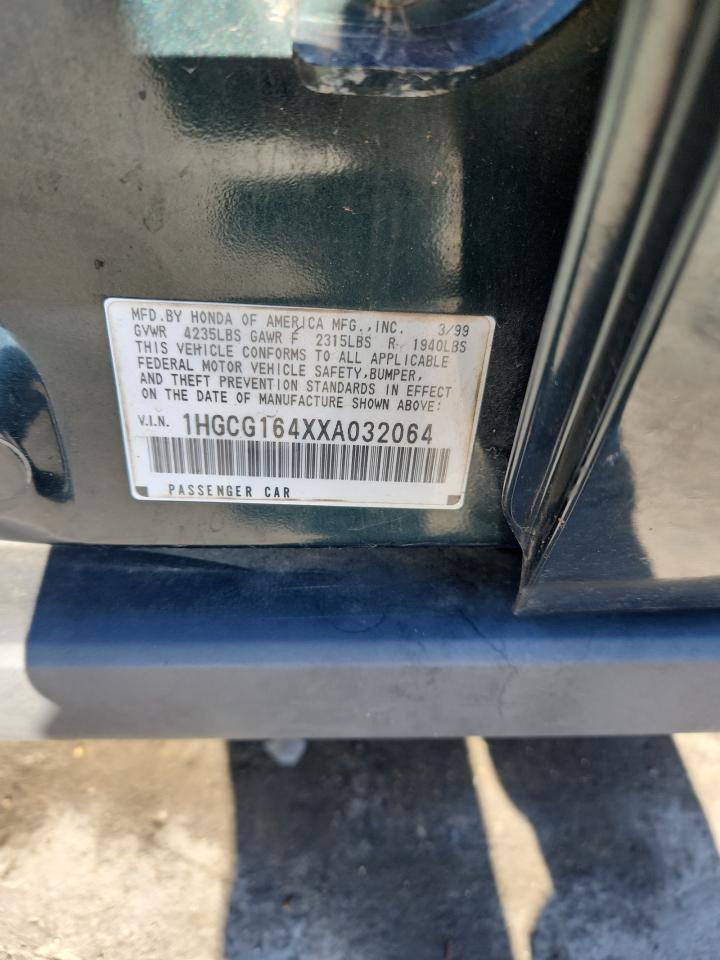 MFD.BY HONDA OF AMERICA MFG.,INC. 3/99
GVWR 4235LBS GAWR F 2315LBS R 1940LBS
THIS VEHICLE CONFORMS TO ALL APPLICABLE
FEDERAL MOTOR VEHICLE SAFETY,BUMPER,
AND THEFT PREVENTION STANDARDS IN EFFECT
ON THE DATE OF MANUFACTURE SHOWN ABOVE:
V.I.N. 1HGCG164XXA032064
PASSENGER CAR